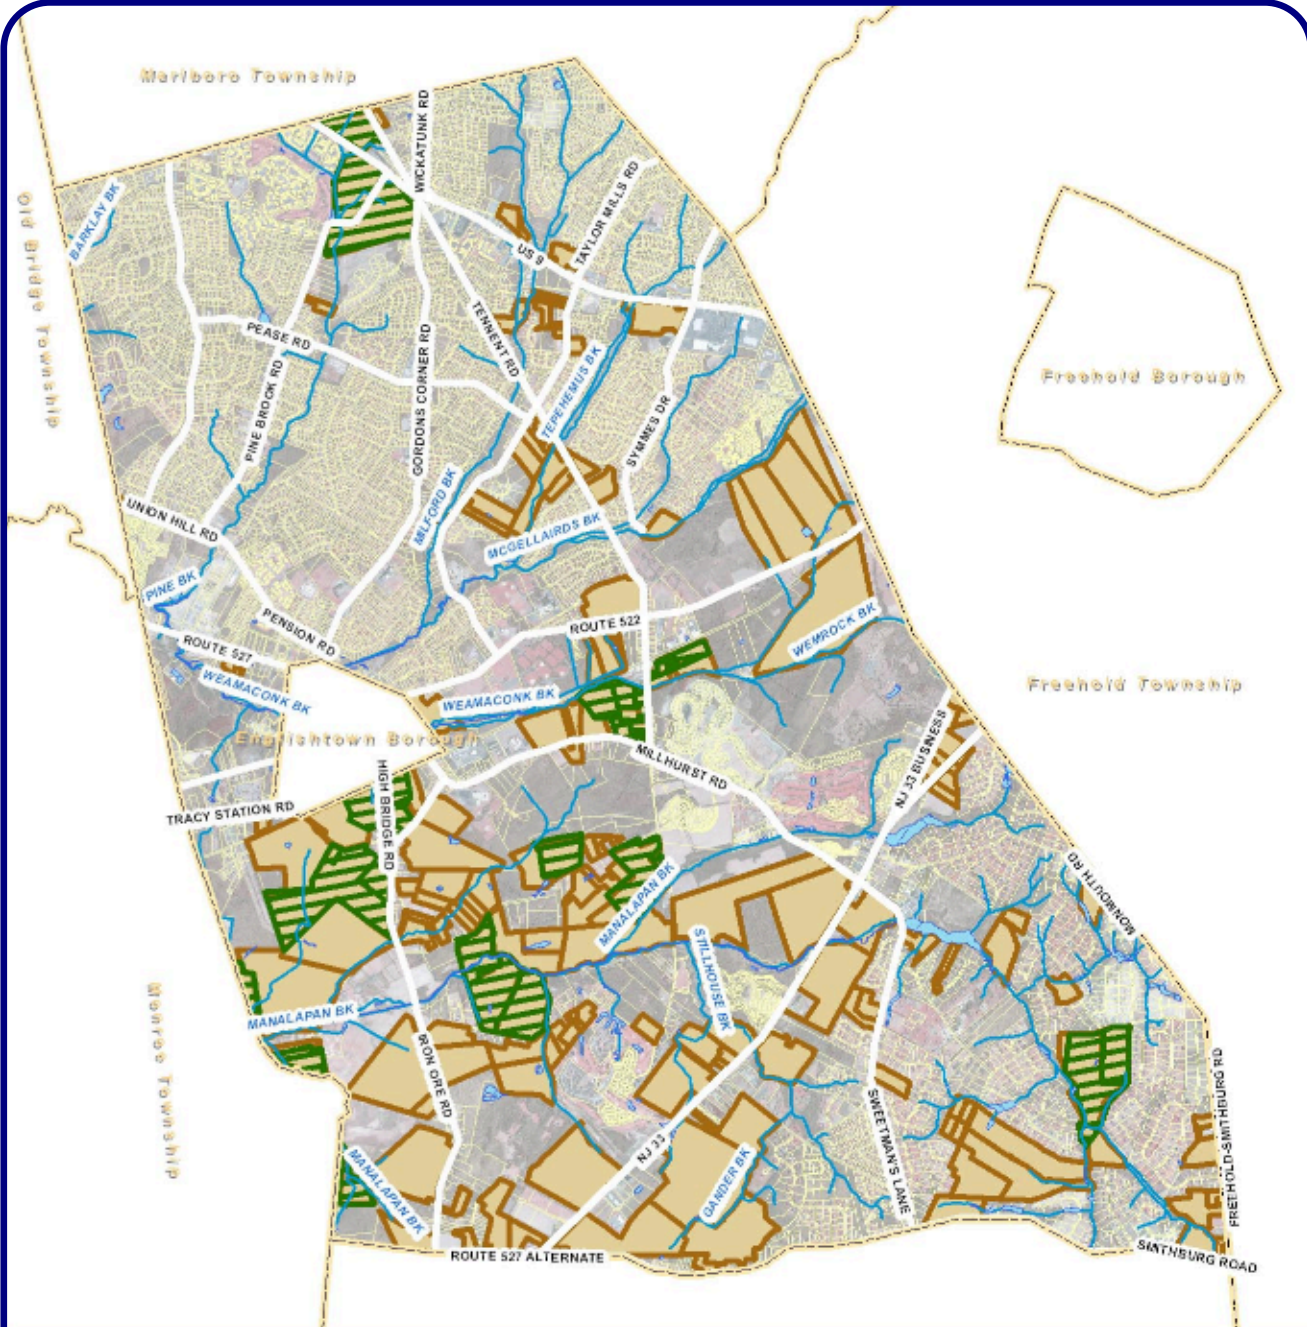 Marlboro Township
WICKATUNK RD
BARKLAY BK
TAYLOR MILLS RD
Old Bridge Township
US 9
PEASE RD
TENNENT RD
GORDONS CORNER RD
PINE BROOK RD
TEPEHEMUS BK
SYMMES DR
Freehold Borough
UNION HILL RD
MILFORD BK
MCGELLAIRDS BK
PINE BK
PENSION RD
ROUTE 522
WEMROCK BK
ROUTE 527
WEAMACONK BK
WEAMACONK BK
Freehold Township
Englishtown Borough
MILLHURST RD
NJ 33 BUSINESS
HIGH BRIDGE RD
TRACY STATION RD
MONMOUTH RD
MANALAPAN BK
STILLHOUSE BK
MANALAPAN BK
Monroe Township
IRON ORE RD
SWEETMAN'S LANE
FREEHOLD-SMITHBURG RD
NJ 33
MANALAPAN BK
GANDER BK
ROUTE 527 ALTERNATE
SMITHBURG ROAD